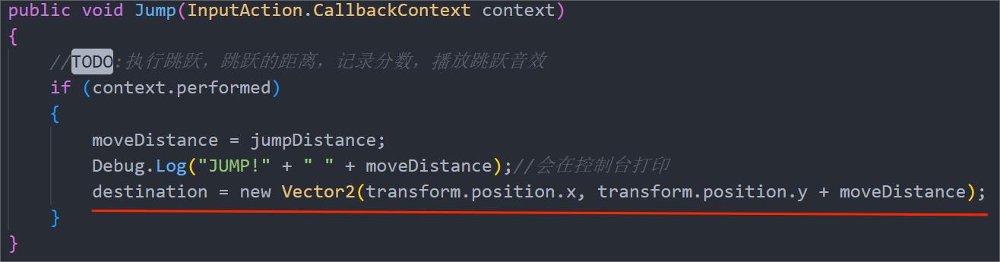 public void Jump(InputAction.CallbackContext context)
{
//TODO:执行跳跃，跳跃的距离，记录分数，播放跳跃音效
if (context.performed)
{
moveDistance = jumpDistance;
Debug.Log("JUMP!" + " " + moveDistance);//会在控制台打印
destination = new Vector2(transform.position.x, transform.position.y + moveDistance);
}
}